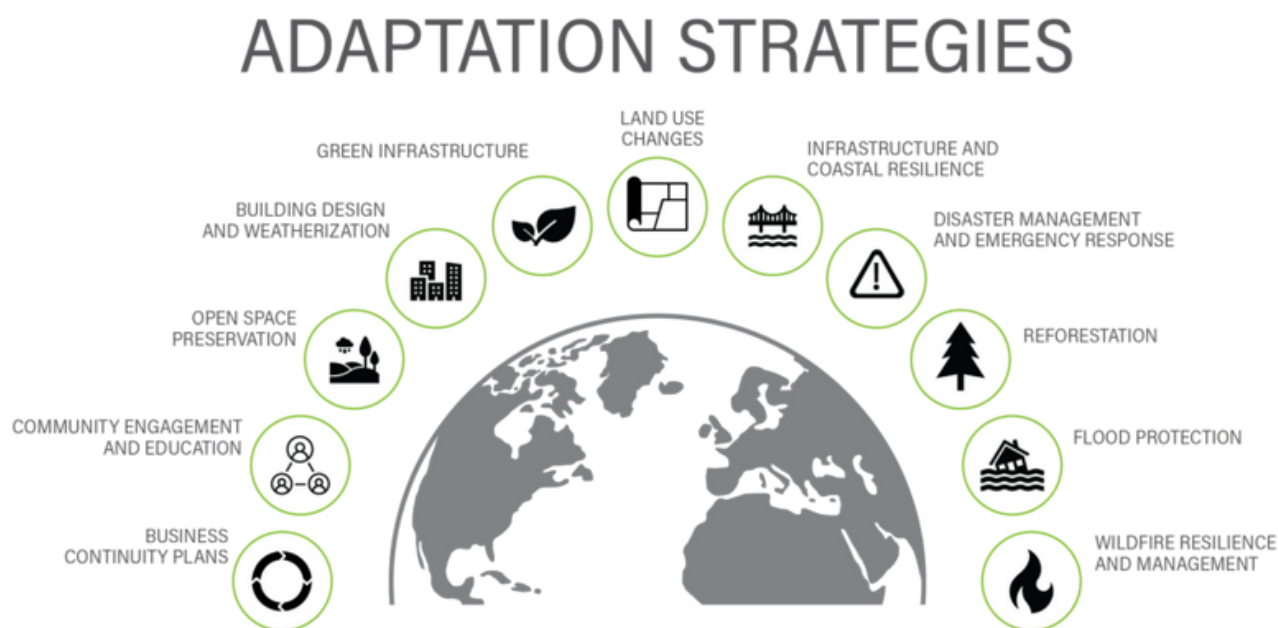 ADAPTATION STRATEGIES
LAND USE
CHANGES
GREEN INFRASTRUCTURE
INFRASTRUCTURE AND
COASTAL RESILIENCE
BUILDING DESIGN
AND WEATHERIZATION
DISASTER MANAGEMENT
AND EMERGENCY RESPONSE
OPEN SPACE
PRESERVATION
REFORESTATION
COMMUNITY ENGAGEMENT
AND EDUCATION
FLOOD PROTECTION
BUSINESS
CONTINUITY PLANS
WILDFIRE RESILIENCE
AND MANAGEMENT